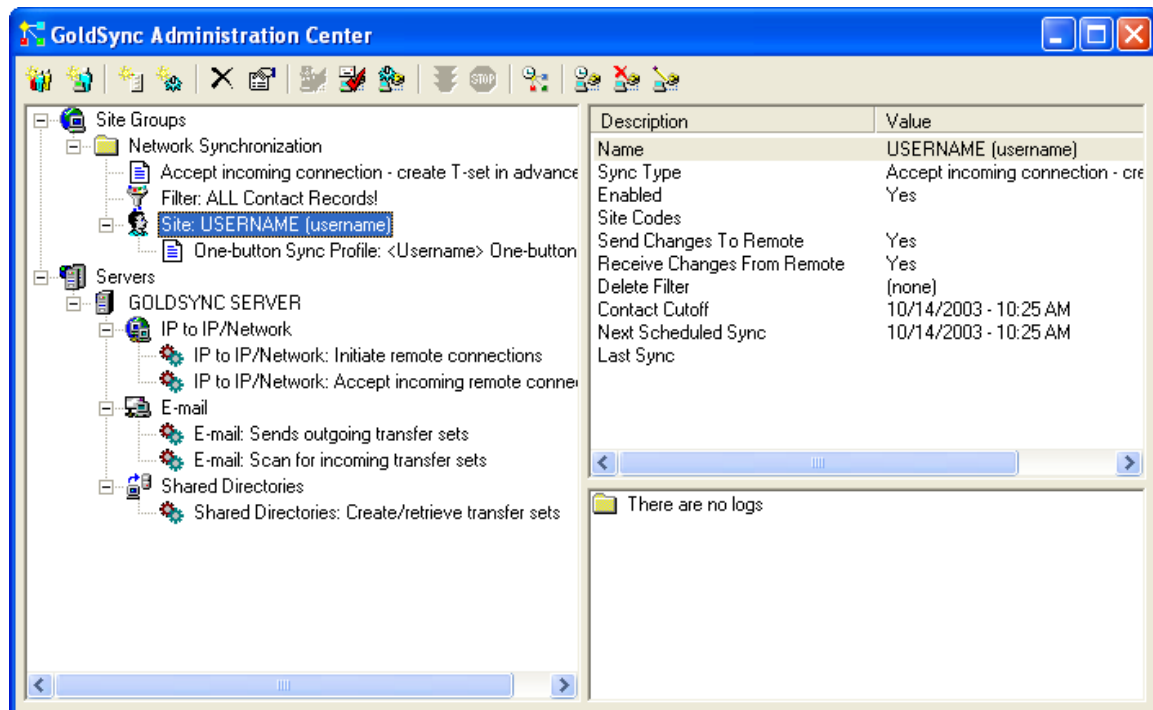 GoldSync Administration Center
STOP
Site Groups
Network Synchronization
Accept incoming connection - create T-set in advance
Filter: ALL Contact Records!
Site: USERNAME (username)
One-button Sync Profile: <Username> One-button
Servers
GOLDSYNC SERVER
IP to IP/Network
IP to IP/Network: Initiate remote connections
IP to IP/Network: Accept incoming remote conne
E-mail
E-mail: Sends outgoing transfer sets
E-mail: Scan for incoming transfer sets
Shared Directories
Shared Directories: Create/retrieve transfer sets
Description Value
Name USERNAME (username)
Sync Type Accept incoming connection - cre
Enabled Yes
Site Codes
Send Changes To Remote Yes
Receive Changes From Remote Yes
Delete Filter (none)
Contact Cutoff 10/14/2003 - 10:25 AM
Next Scheduled Sync 10/14/2003 - 10:25 AM
Last Sync
There are no logs